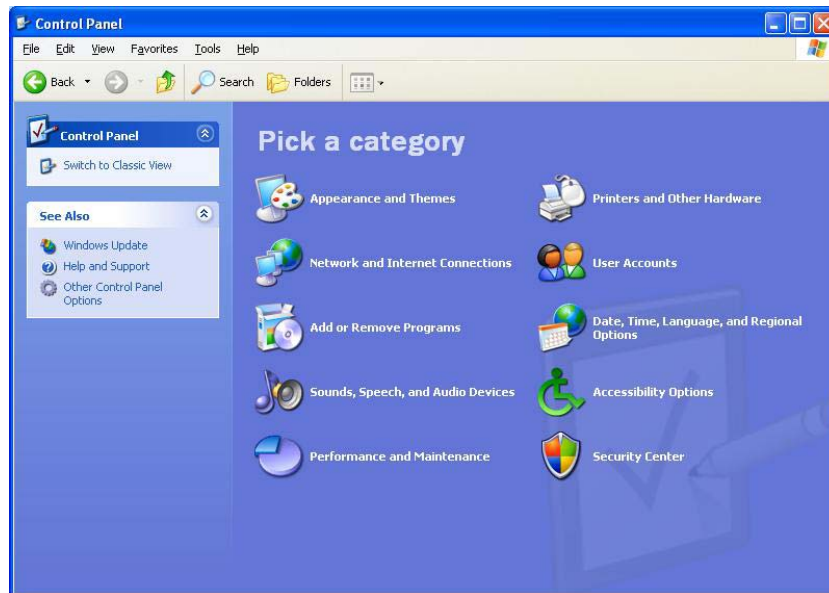 Control Panel
File Edit View Favorites Tools Help
Back Search Folders
Control Panel
Switch to Classic View
See Also
Windows Update
Help and Support
Other Control Panel
Options
Pick a category
Appearance and Themes
Printers and Other Hardware
Network and Internet Connections
User Accounts
Add or Remove Programs
Date, Time, Language, and Regional
Options
Sounds, Speech, and Audio Devices
Accessibility Options
Performance and Maintenance
Security Center